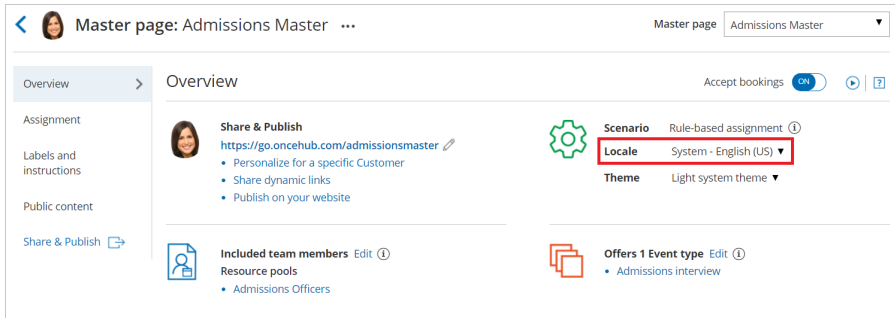 Master page: Admissions Master ...
Master page Admissions Master
Overview
Assignment
Labels and
instructions
Public content
Share & Publish
Overview
Accept bookings ON
?
Share & Publish
https://go.oncehub.com/admissionsmaster
• Personalize for a specific Customer
• Share dynamic links
• Publish on your website
Scenario Rule-based assignment i
Locale System - English (US)
Theme Light system theme
Included team members Edit i
Resource pools
• Admissions Officers
Offers 1 Event type Edit i
• Admissions interview